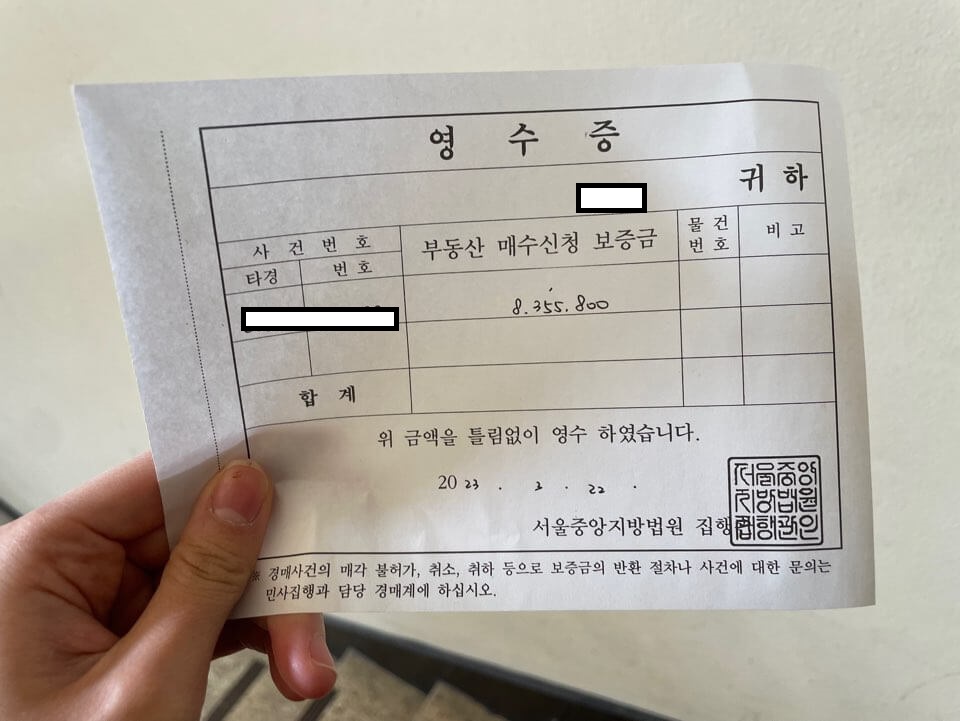 영 수 증
귀 하
사 건 번 호
부동산 매수신청 보증금
물 건 번 호
비 고
타경
번 호
8.355.800
합 계
위 금액을 틀림없이 영수 하였습니다.
20 23 . 2 . 22 .
서울중앙지방법원 집행관
서울중앙
지방법원
집행관인
※ 경매사건의 매각 불허가, 취소, 취하 등으로 보증금의 반환 절차나 사건에 대한 문의는
민사집행과 담당 경매계에 하십시오.